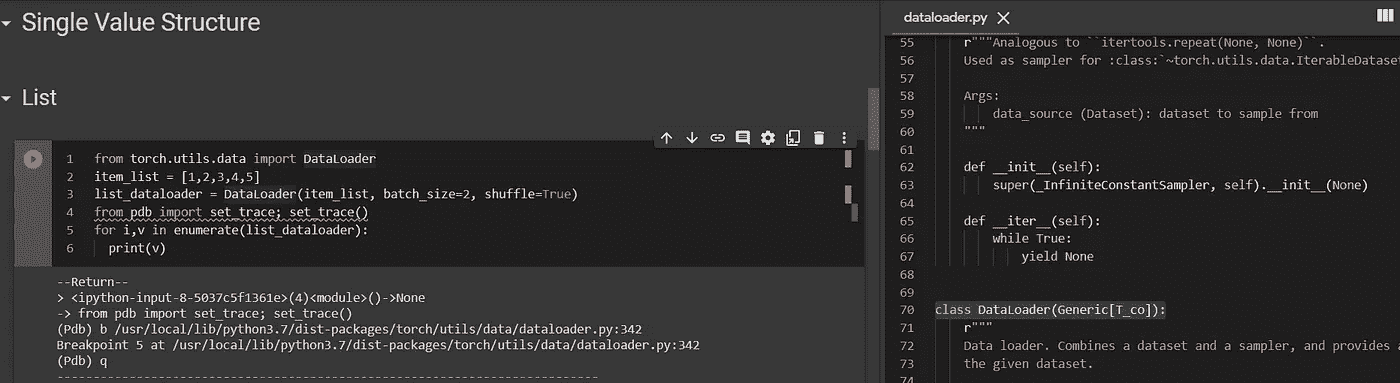 Single Value Structure
List
1 from torch.utils.data import DataLoader
2 item_list = [1,2,3,4,5]
3 list_dataloader = DataLoader(item_list, batch_size=2, shuffle=True)
4 from pdb import set_trace; set_trace()
5 for i,v in enumerate(list_dataloader):
6   print(v)
--Return--
> <ipython-input-8-5037c5f1361e>(4)<module>()->None
-> from pdb import set_trace; set_trace()
(Pdb) b /usr/local/lib/python3.7/dist-packages/torch/utils/data/dataloader.py:342
Breakpoint 5 at /usr/local/lib/python3.7/dist-packages/torch/utils/data/dataloader.py:342
(Pdb) q
---------------------------------------------------------------------------
dataloader.py
55     r"""Analogous to ``itertools.repeat(None, None)``.
56     Used as sampler for :class:`~torch.utils.data.IterableDataset
57
58     Args:
59         data_source (Dataset): dataset to sample from
60     """
61
62     def __init__(self):
63         super(_InfiniteConstantSampler, self).__init__(None)
64
65     def __iter__(self):
66         while True:
67             yield None
68
69
70 class DataLoader(Generic[T_co]):
71     r"""
72     Data loader. Combines a dataset and a sampler, and provides a
73     the given dataset.
74